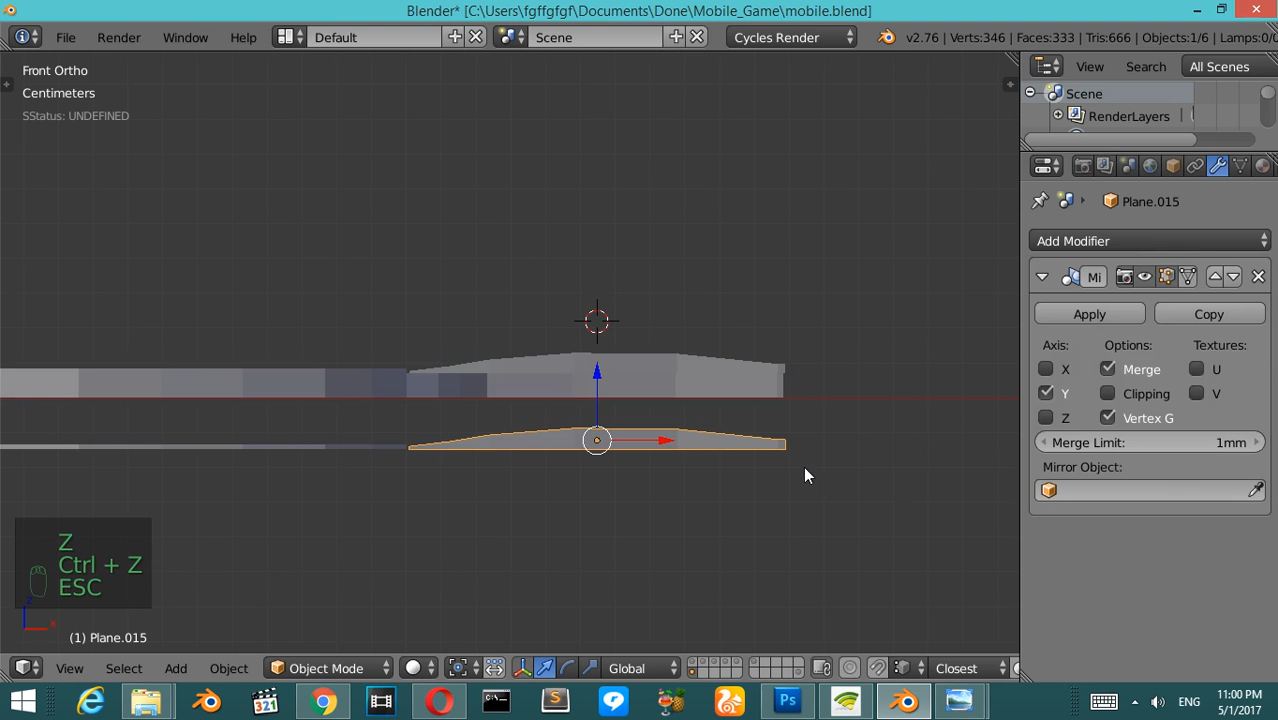 Blender* [C:\Users\fgffgfgf\Documents\Done\Mobile_Game\mobile.blend]
File Render Window Help Default Scene Cycles Render v2.76 | Verts:346 | Faces:333 | Tris:666 | Objects:1/6 | Lamps:0/
Front Ortho
Centimeters
SStatus: UNDEFINED
View Search All Scenes
Scene
RenderLayers
Plane.015
Add Modifier
Mi
Apply Copy
Axis: Options: Textures:
X Merge U
Y Clipping V
Z Vertex G
Merge Limit: 1mm
Mirror Object:
Z
Ctrl + Z
ESC
z
x
(1) Plane.015
View Select Add Object Object Mode Global Closest
321
Ps
ENG
11:00 PM
5/1/2017